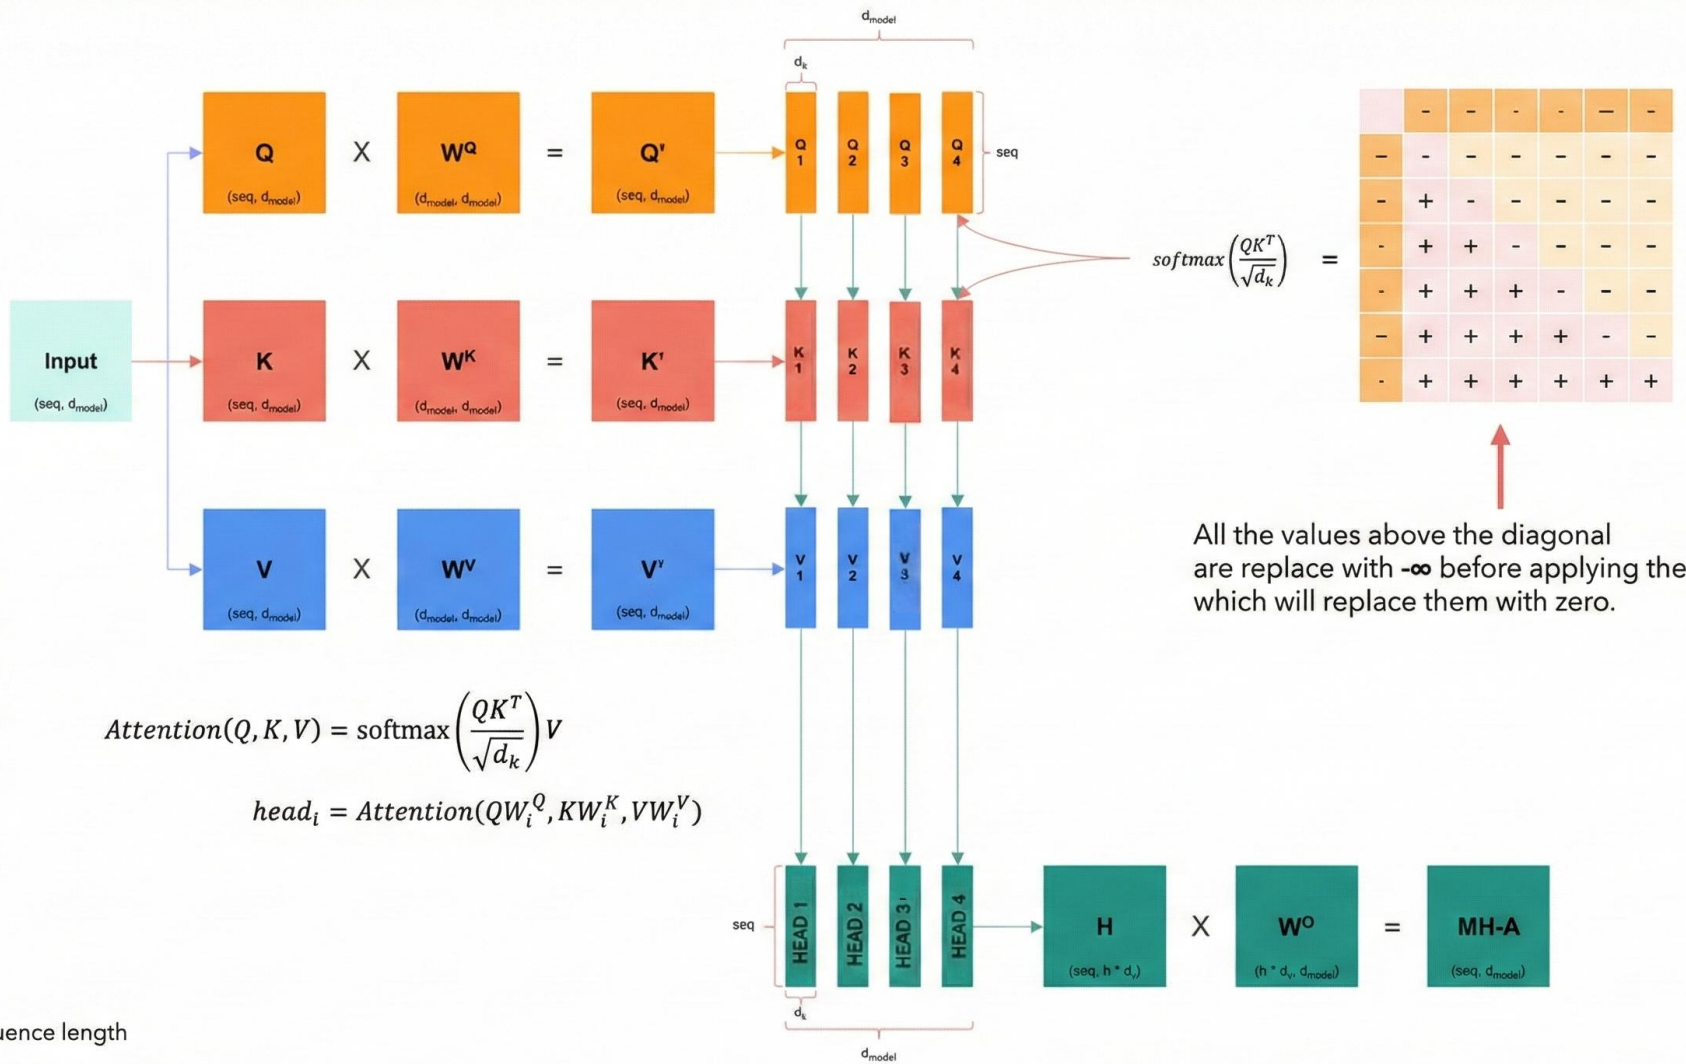 d_model
d_k
Q X W^Q = Q'
(seq, d_model) (d_model, d_model) (seq, d_model)
Q 1 Q 2 Q 3 Q 4
seq
softmax(QK^T / √d_k) =
- - - - - -
- - - - - - -
- + - - - - -
- + + - - - -
- + + + - - -
- + + + + - -
- + + + + + +
Input
(seq, d_model)
K X W^K = K'
(seq, d_model) (d_model, d_model) (seq, d_model)
K 1 K 2 K 3 K 4
V X W^V = V'
(seq, d_model) (d_model, d_model) (seq, d_model)
V 1 V 2 V 3 V 4
All the values above the diagonal
are replace with -∞ before applying the
which will replace them with zero.
Attention(Q, K, V) = softmax(QK^T / √d_k) V
head_i = Attention(QW_i^Q, KW_i^K, VW_i^V)
seq
HEAD 1 HEAD 2 HEAD 3 HEAD 4
H X W^O = MH-A
(seq, h * d_v) (h * d_v, d_model) (seq, d_model)
d_k
d_model
uence length